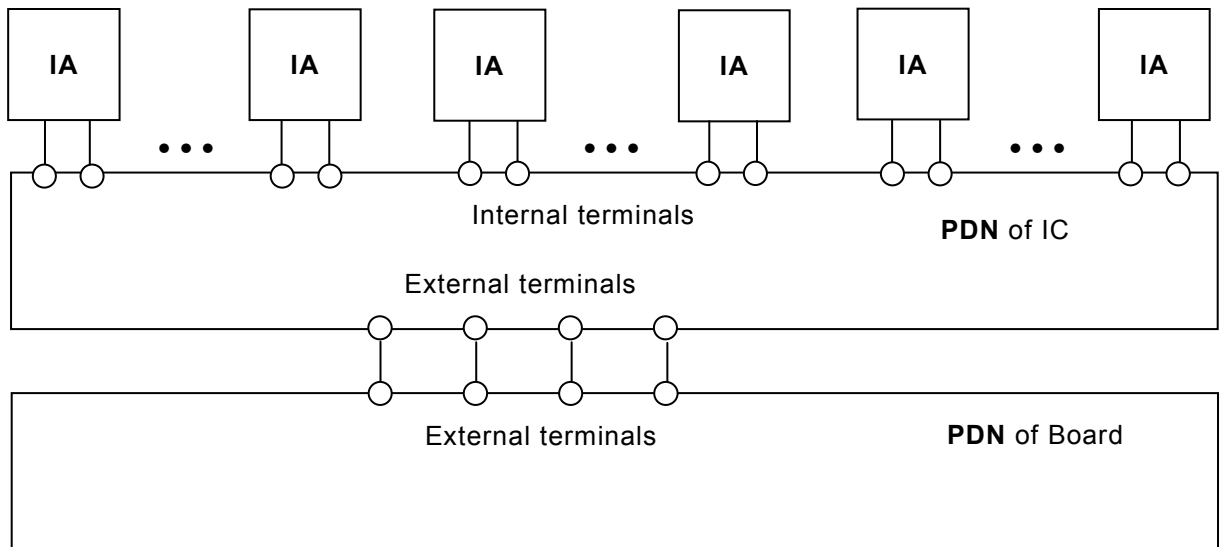 IA IA IA IA IA IA
Internal terminals
PDN of IC
External terminals
External terminals
PDN of Board